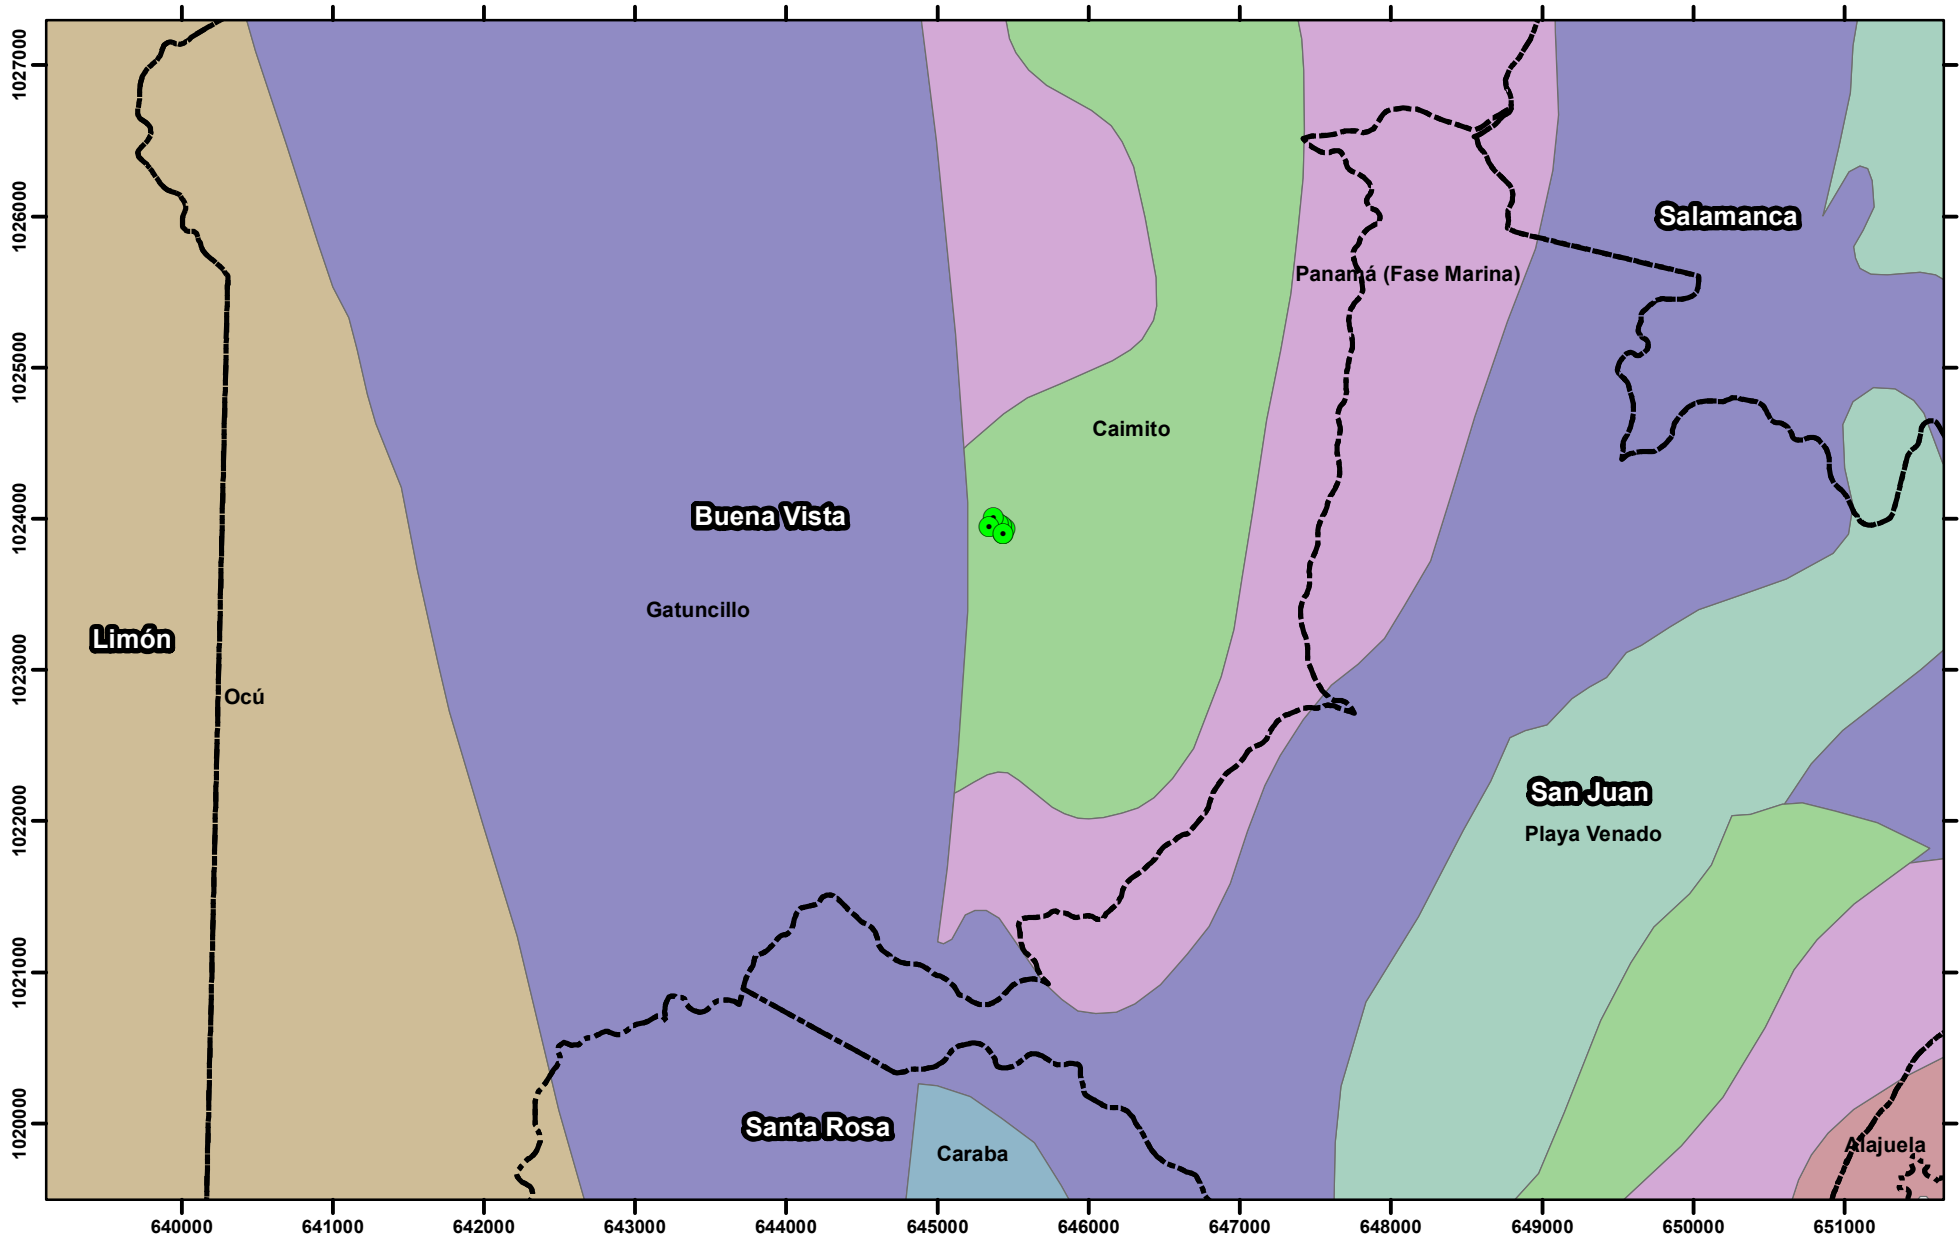 1027000
1026000
1025000
1024000
1023000
1022000
1021000
1020000
Salamanca
Panamá (Fase Marina)
Caimito
Buena Vista
Gatuncillo
Limón
Ocú
San Juan
Playa Venado
Santa Rosa
Caraba
Alajuela
640000
641000
642000
643000
644000
645000
646000
647000
648000
649000
650000
651000